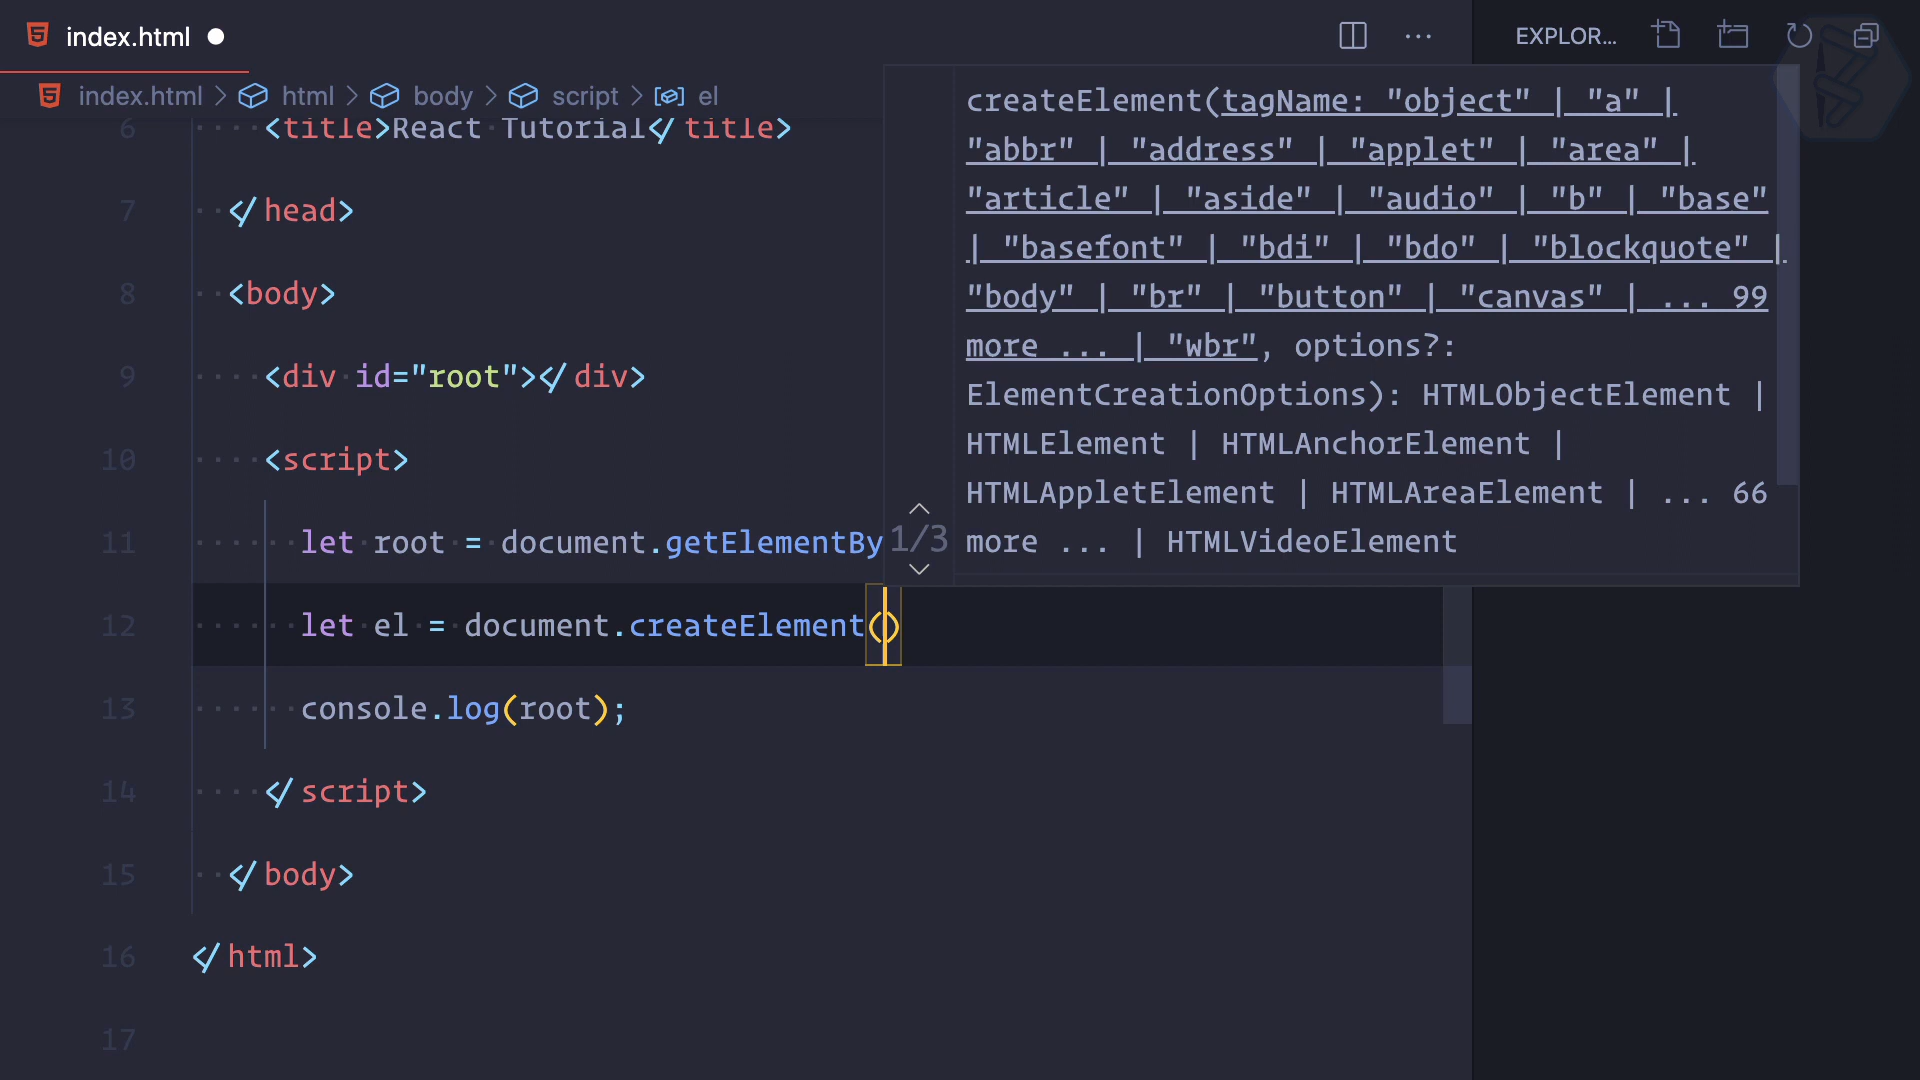 index.html
EXPLOR...
index.html > html > body > script > el
6 <title>React Tutorial</title>
7 </head>
8 <body>
9 <div id="root"></div>
10 <script>
11 let root = document.getElementBy
12 let el = document.createElement()
13 console.log(root);
14 </script>
15 </body>
16 </html>
17
1/3
createElement(tagName: "object" | "a" |
"abbr" | "address" | "applet" | "area" |
"article" | "aside" | "audio" | "b" | "base"
| "basefont" | "bdi" | "bdo" | "blockquote" |
"body" | "br" | "button" | "canvas" | ... 99
more ... | "wbr", options?:
ElementCreationOptions): HTMLObjectElement |
HTMLElement | HTMLAnchorElement |
HTMLAppletElement | HTMLAreaElement | ... 66
more ... | HTMLVideoElement